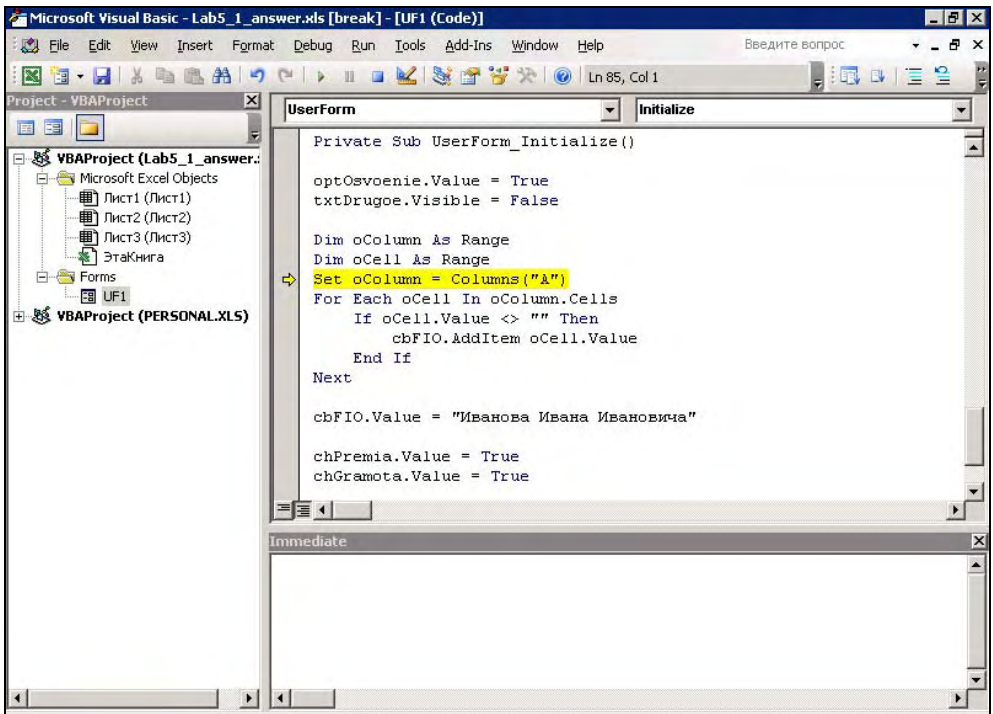 Microsoft Visual Basic - Lab5_1_answer.xls [break] - [UF1 (Code)]
File Edit View Insert Format Debug Run Tools Add-Ins Window Help Введите вопрос
Ln 85, Col 1
Project - VBAProject
UserForm Initialize
VBAProject (Lab5_1_answer.:
Microsoft Excel Objects
Лист1 (Лист1)
Лист2 (Лист2)
Лист3 (Лист3)
ЭтаКнига
Forms
UF1
VBAProject (PERSONAL.XLS)
Private Sub UserForm_Initialize()
optOsvoenie.Value = True
txtDrugoe.Visible = False
Dim oColumn As Range
Dim oCell As Range
Set oColumn = Columns("A")
For Each oCell In oColumn.Cells
If oCell.Value <> "" Then
cbFIO.AddItem oCell.Value
End If
Next
cbFIO.Value = "Иванова Ивана Ивановича"
chPremia.Value = True
chGramota.Value = True
Immediate